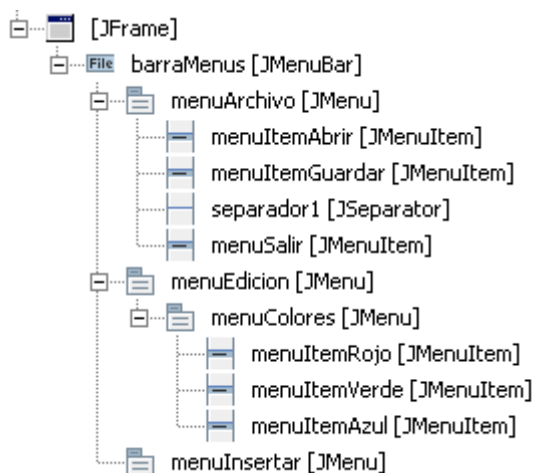 [JFrame]
File barraMenus [JMenuBar]
menuArchivo [JMenu]
menuItemAbrir [JMenuItem]
menuItemGuardar [JMenuItem]
separador1 [JSeparator]
menuSalir [JMenuItem]
menuEdicion [JMenu]
menuColores [JMenu]
menuItemRojo [JMenuItem]
menuItemVerde [JMenuItem]
menuItemAzul [JMenuItem]
menuInsertar [JMenu]